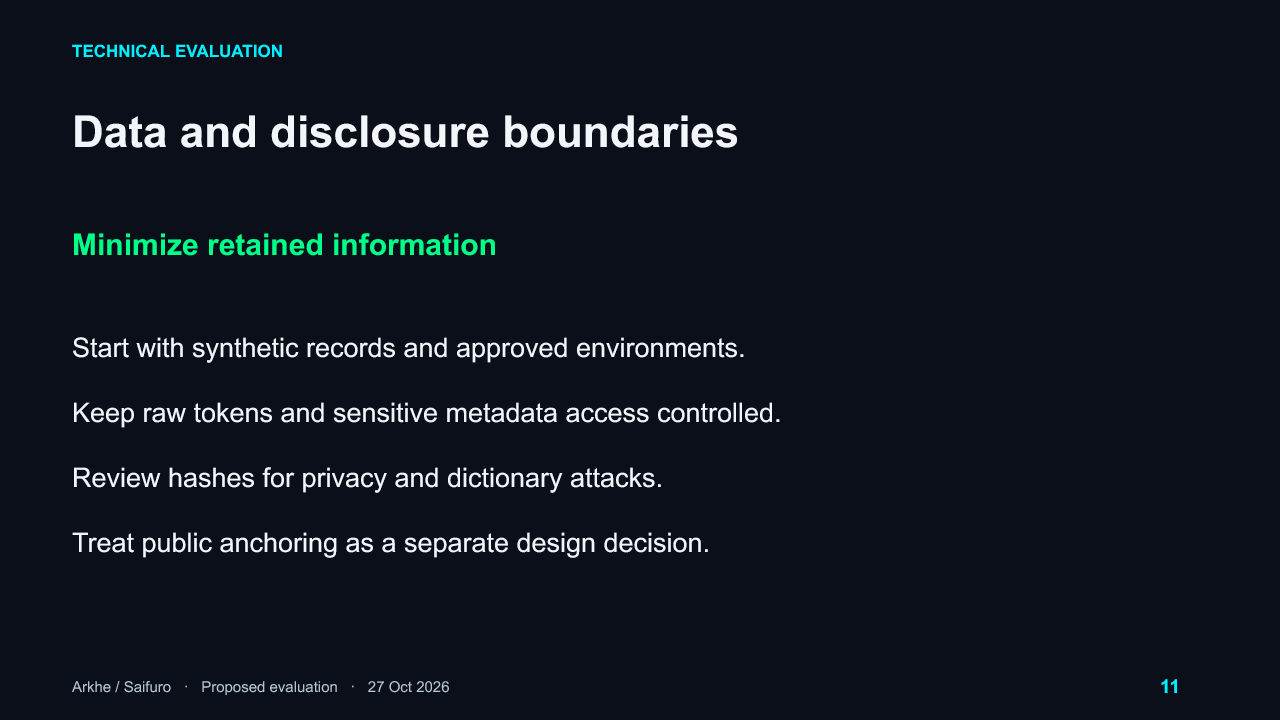 TECHNICAL EVALUATION
Data and disclosure boundaries
Minimize retained information
Start with synthetic records and approved environments.
Keep raw tokens and sensitive metadata access controlled.
Review hashes for privacy and dictionary attacks.
Treat public anchoring as a separate design decision.
Arkhe / Saifuro · Proposed evaluation · 27 Oct 2026
11